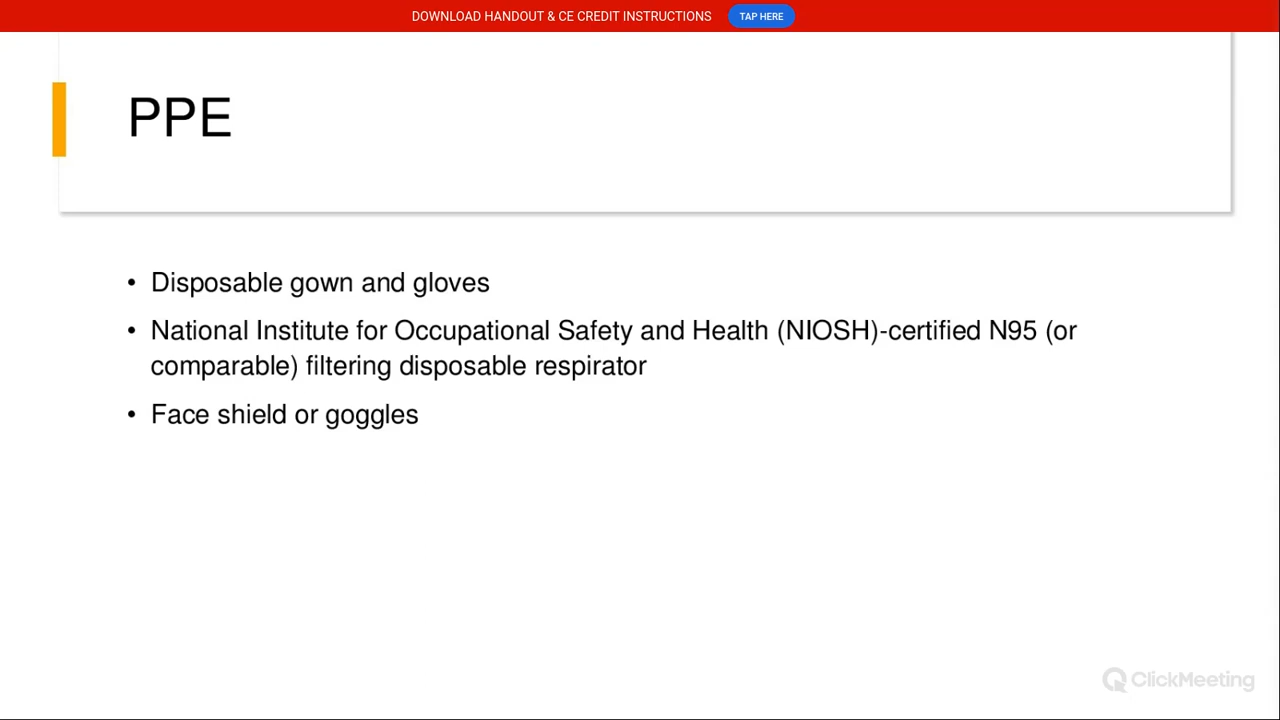 DOWNLOAD HANDOUT & CE CREDIT INSTRUCTIONS TAP HERE
PPE
• Disposable gown and gloves
• National Institute for Occupational Safety and Health (NIOSH)-certified N95 (or
comparable) filtering disposable respirator
• Face shield or goggles
ClickMeeting